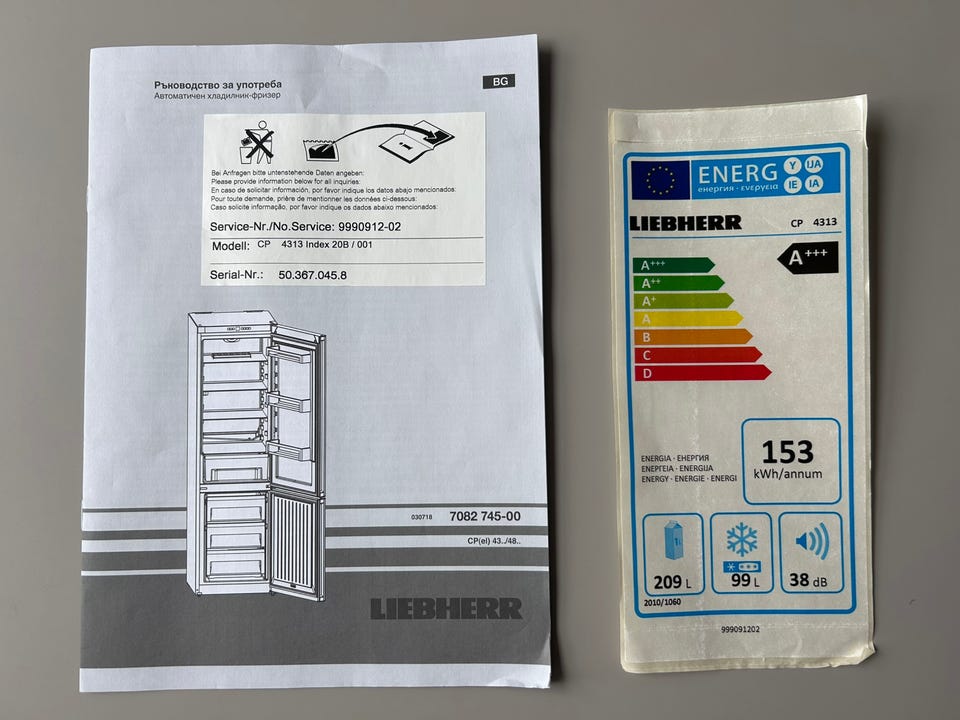 Ръководство за употреба
Автоматичен хладилник-фризер
BG
Bei Anfragen bitte untenstehende Daten angeben:
Please provide information below for all inquiries:
En caso de solicitar información, por favor indique los datos abajo mencionados:
Pour toute demande, prière de mentionner les données ci-dessous:
Caso solicite informação, por favor indique os dados abaixo mencionados:
Service-Nr./No.Service: 9990912-02
Modell: CP 4313 Index 20B / 001
Serial-Nr.: 50.367.045.8
030718 7082 745-00
CP(el) 43../48..
LIEBHERR
ENERG Y IJA
енергия · ενεργεια IE IA
LIEBHERR CP 4313
A+++
A+++
A++
A+
A
B
C
D
153
kWh/annum
ENERGIA · ЕНЕРГИЯ
ΕΝΕΡΓΕΙΑ · ENERGIJA
ENERGY · ENERGIE · ENERGI
1L
209 L
99 L
38 dB
2010/1060
999091202